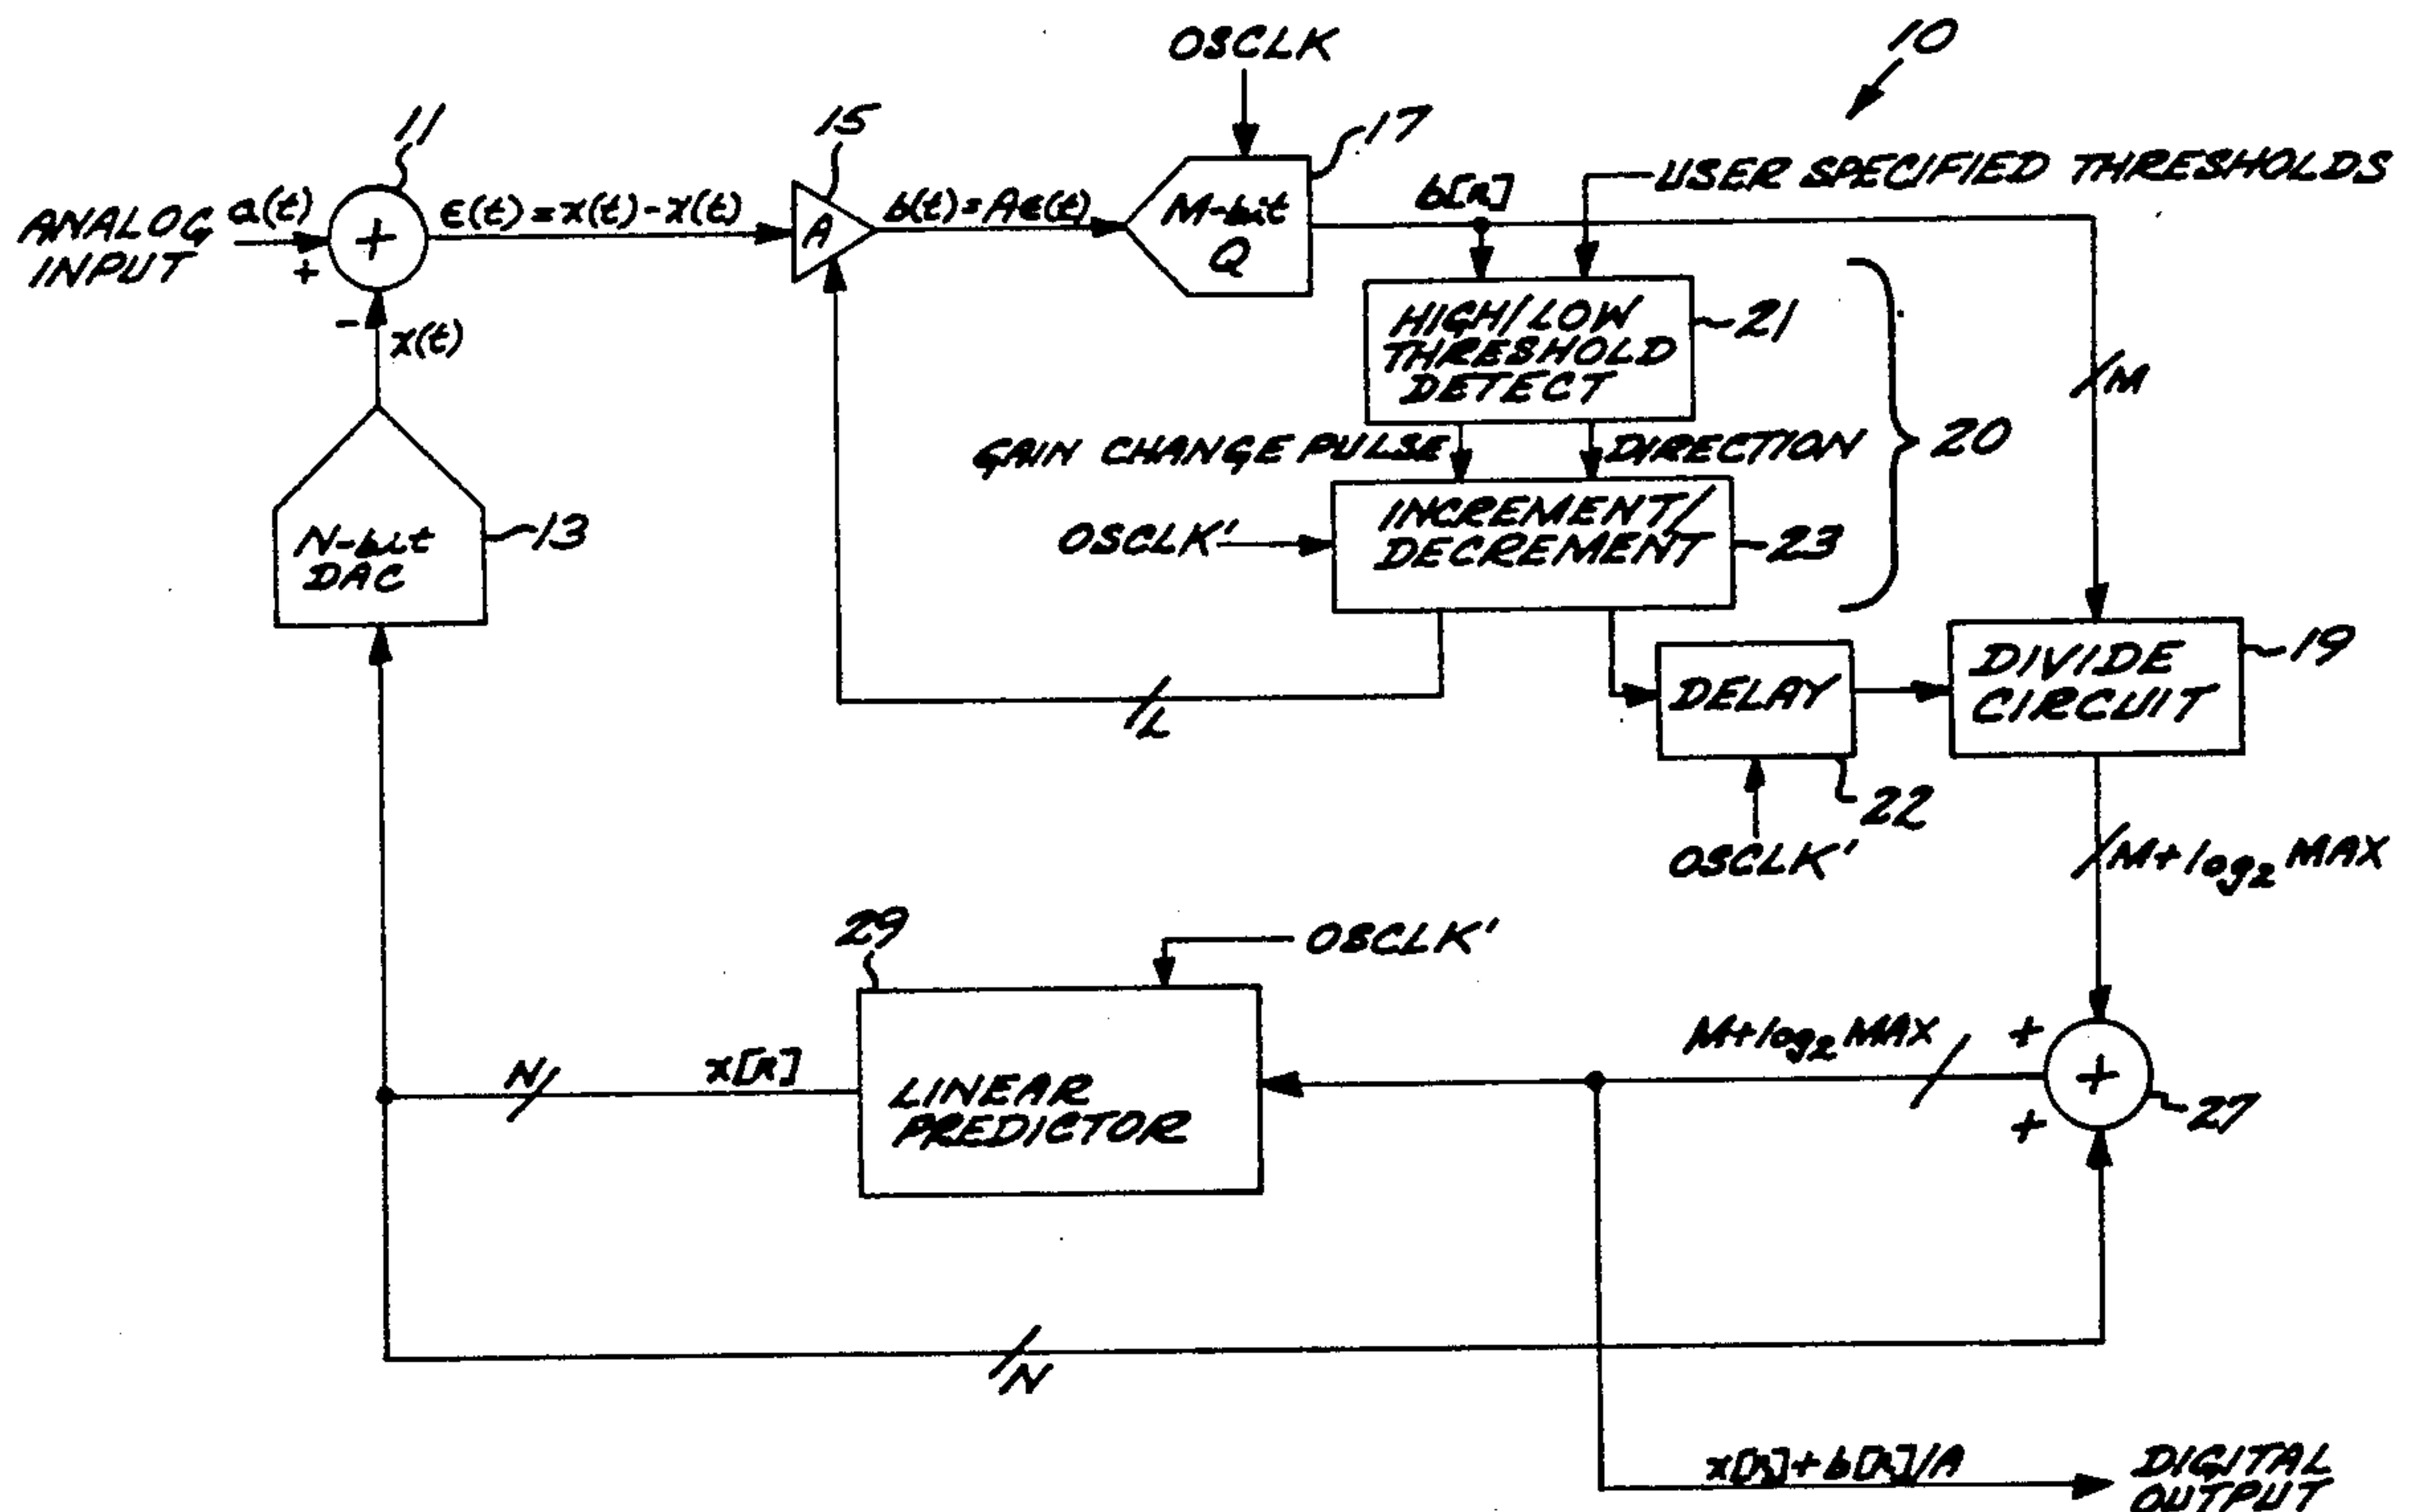 OSCLK
10
11
15
17
ANALOG
INPUT
a(t)
+
+
ε(t)=x(t)-x(t)
A
b(t)=Aε(t)
M-bit
Q
b[n]
USER SPECIFIED THRESHOLDS
-
x(t)
HIGH/LOW
THRESHOLD
DETECT
21
M
GAIN CHANGE PULSE
DIRECTION
20
N-bit
DAC
13
OSCLK'
INCREMENT/
DECREMENT
23
L
DELAY
22
OSCLK'
DIVIDE
CIRCUIT
19
M+log2 MAX
29
OSCLK'
LINEAR
PREDICTOR
N
x[n]
M+log2 MAX
+
+
+
27
N
x[n]+b[n]/A
DIGITAL
OUTPUT